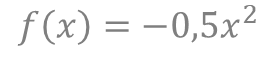 f(x) = −0,5x²